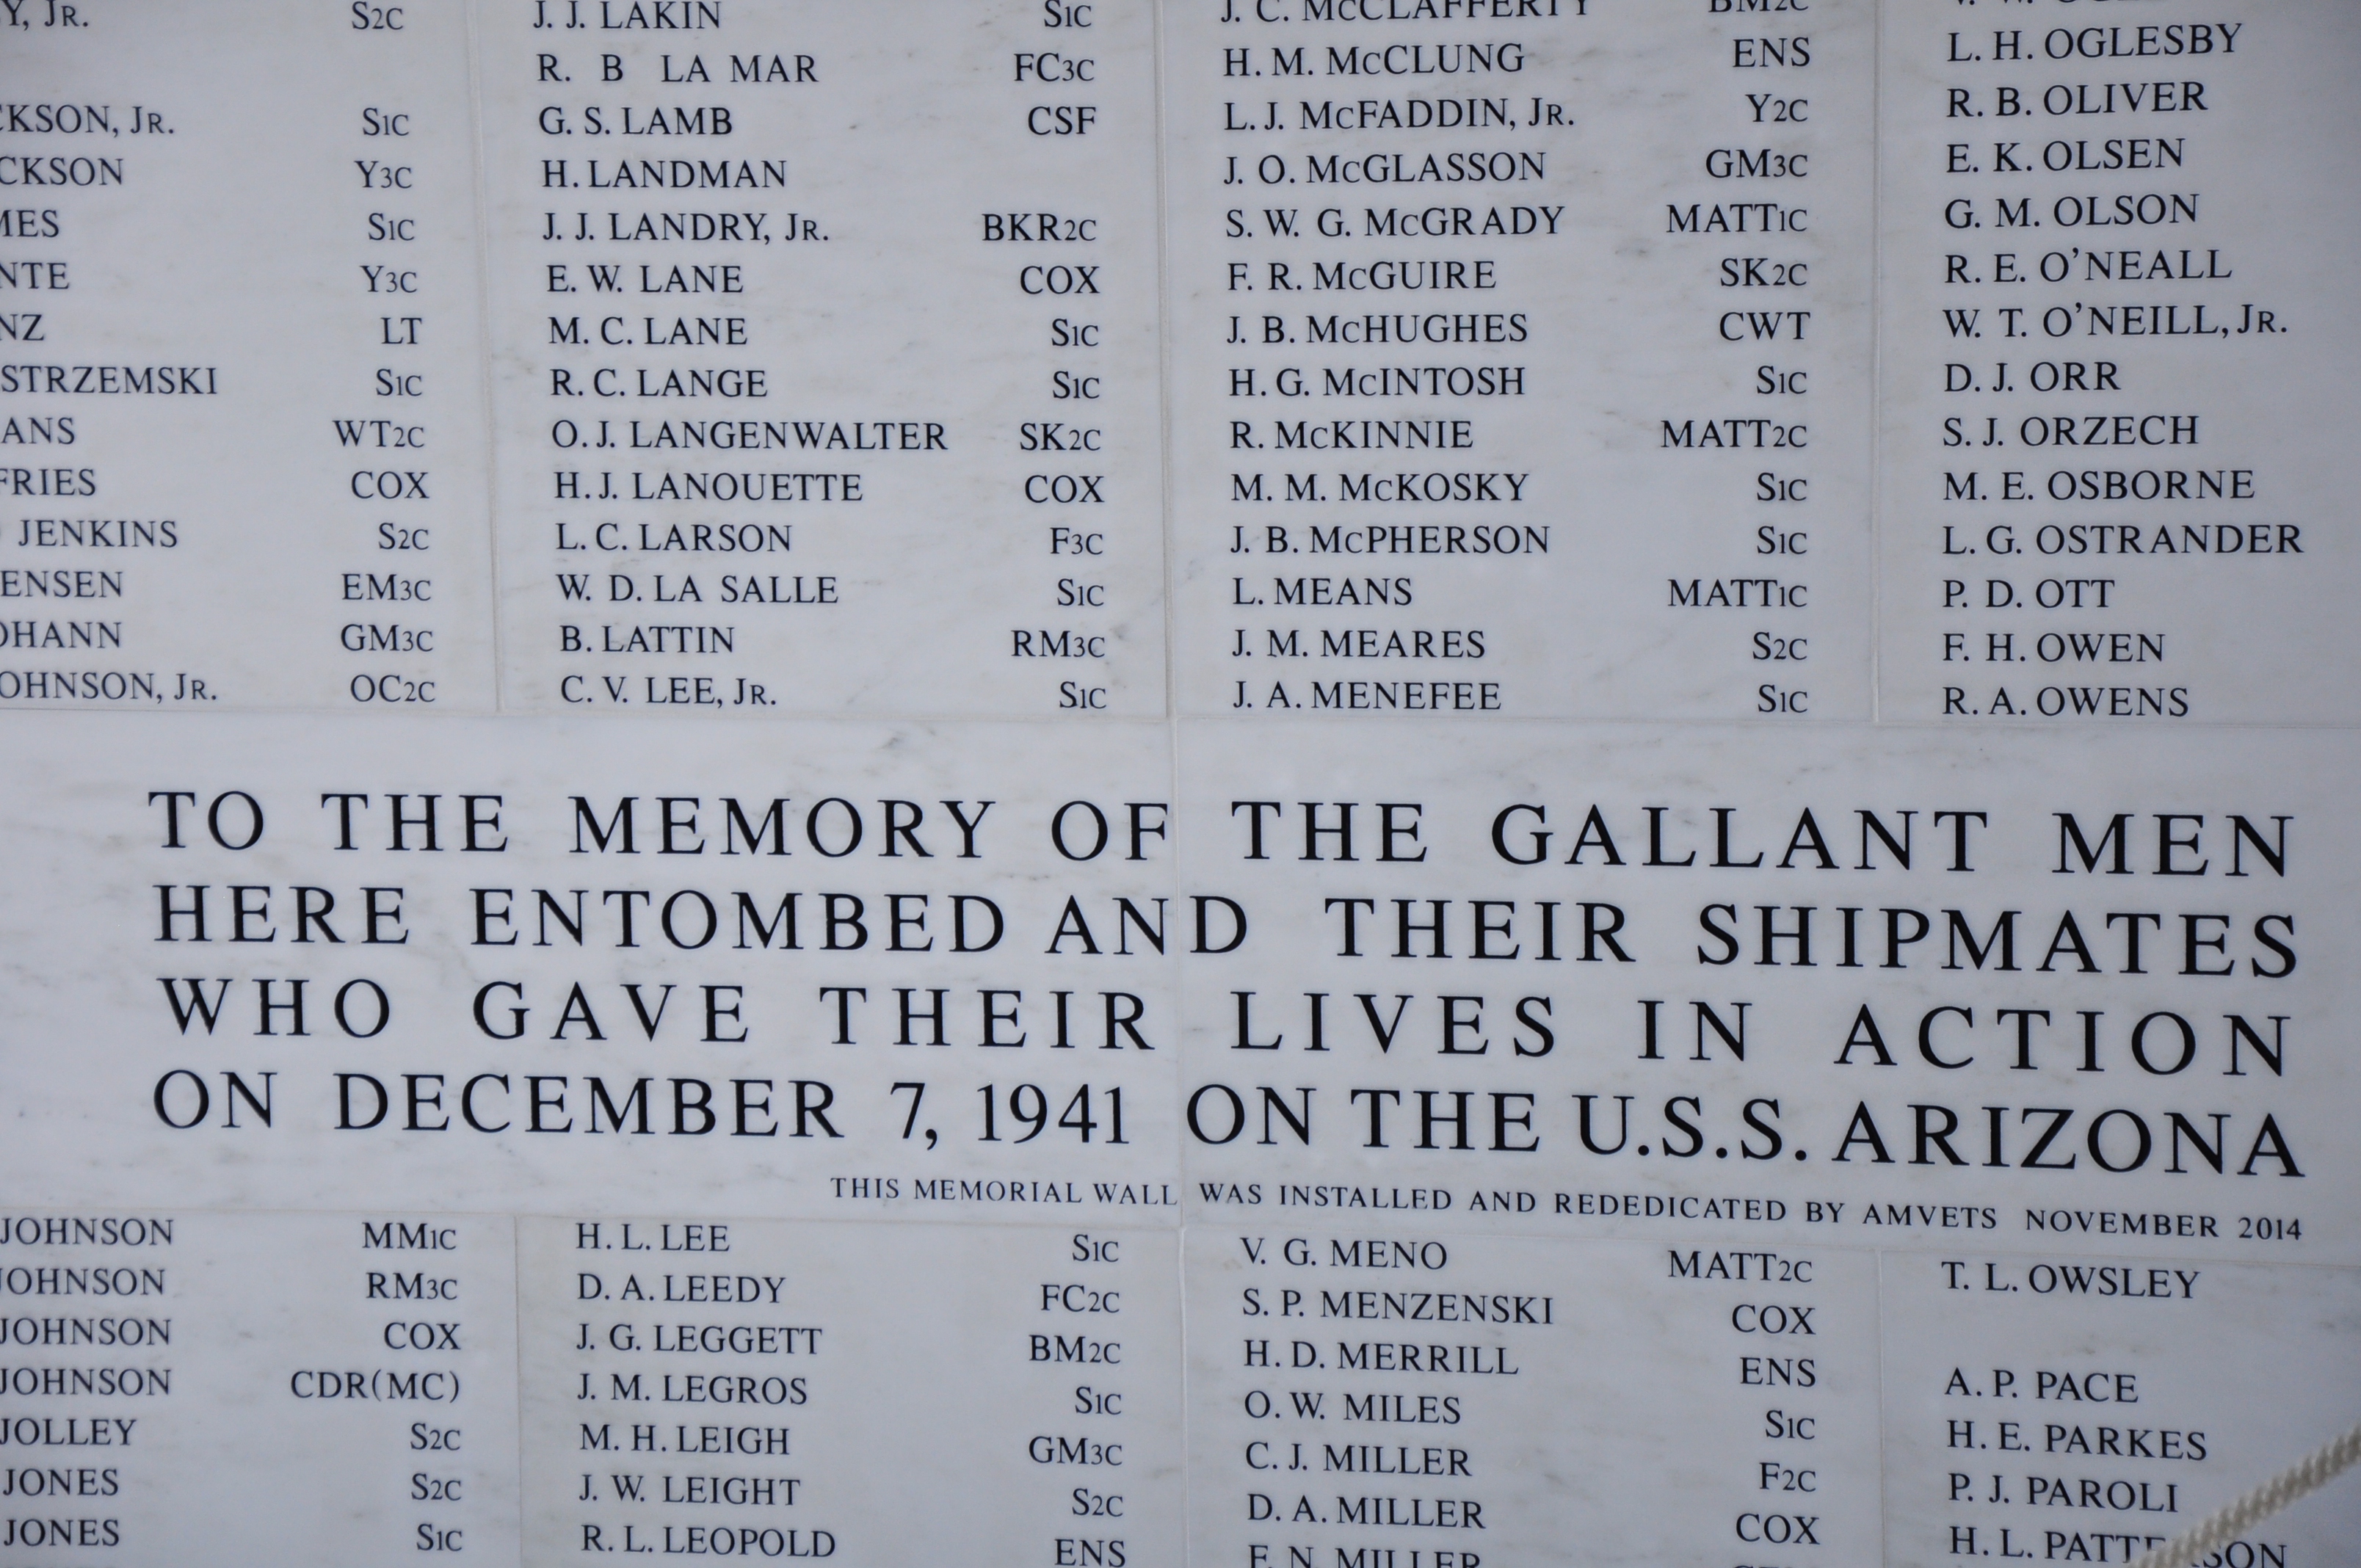 Y, JR. S2C
KSON, JR. S1C
CKSON Y3C
MES S1C
NTE Y3C
NZ LT
STRZEMSKI S1C
ANS WT2C
FRIES COX
JENKINS S2C
ENSEN EM3C
OHANN GM3C
OHNSON, JR. OC2C
J. J. LAKIN S1C
R. B LA MAR FC3C
G. S. LAMB CSF
H. LANDMAN
J. J. LANDRY, JR. BKR2C
E. W. LANE COX
M. C. LANE S1C
R. C. LANGE S1C
O. J. LANGENWALTER SK2C
H. J. LANOUETTE COX
L. C. LARSON F3C
W. D. LA SALLE S1C
B. LATTIN RM3C
C. V. LEE, JR. S1C
J. C. McCLAFFERTY BM2C
H. M. McCLUNG ENS
L. J. McFADDIN, JR. Y2C
J. O. McGLASSON GM3C
S. W. G. McGRADY MATT1C
F. R. McGUIRE SK2C
J. B. McHUGHES CWT
H. G. McINTOSH S1C
R. McKINNIE MATT2C
M. M. McKOSKY S1C
J. B. McPHERSON S1C
L. MEANS MATT1C
J. M. MEARES S2C
J. A. MENEFEE S1C
L. H. OGLESBY
R. B. OLIVER
E. K. OLSEN
G. M. OLSON
R. E. O'NEALL
W. T. O'NEILL, JR.
D. J. ORR
S. J. ORZECH
M. E. OSBORNE
L. G. OSTRANDER
P. D. OTT
F. H. OWEN
R. A. OWENS
TO THE MEMORY OF THE GALLANT MEN
HERE ENTOMBED AND THEIR SHIPMATES
WHO GAVE THEIR LIVES IN ACTION
ON DECEMBER 7, 1941 ON THE U.S.S. ARIZONA
THIS MEMORIAL WALL WAS INSTALLED AND REDEDICATED BY AMVETS NOVEMBER 2014
JOHNSON MM1C
JOHNSON RM3C
JOHNSON COX
JOHNSON CDR(MC)
JOLLEY S2C
JONES S2C
JONES S1C
H. L. LEE S1C
D. A. LEEDY FC2C
J. G. LEGGETT BM2C
J. M. LEGROS S1C
M. H. LEIGH GM3C
J. W. LEIGHT S2C
R. L. LEOPOLD ENS
V. G. MENO MATT2C
S. P. MENZENSKI COX
H. D. MERRILL ENS
O. W. MILES S1C
C. J. MILLER F2C
D. A. MILLER COX
F. N. MILLER
T. L. OWSLEY
A. P. PACE
H. E. PARKES
P. J. PAROLI
H. L.